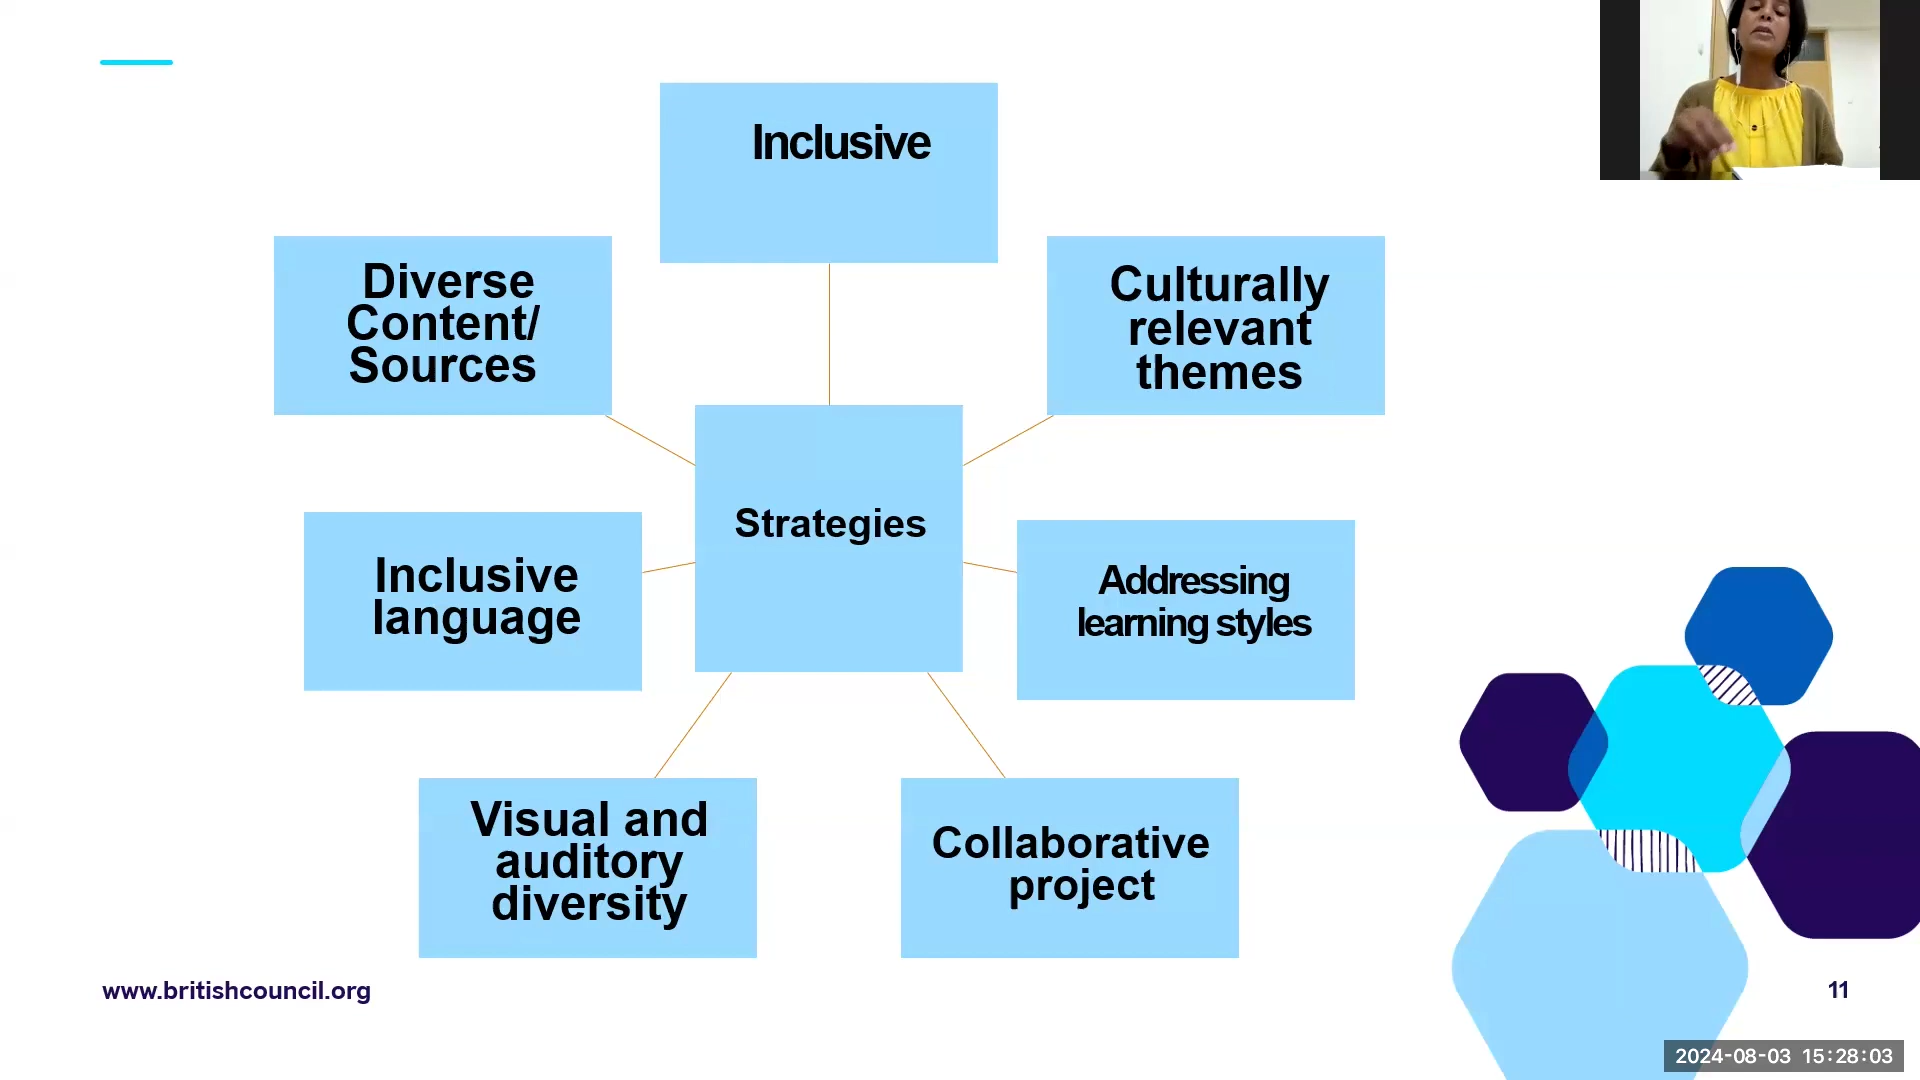 Inclusive
Diverse
Content/
Sources
Culturally
relevant
themes
Strategies
Inclusive
language
Addressing
learning styles
Visual and
auditory
diversity
Collaborative
project
www.britishcouncil.org
11
2024-08-03 15:28:03